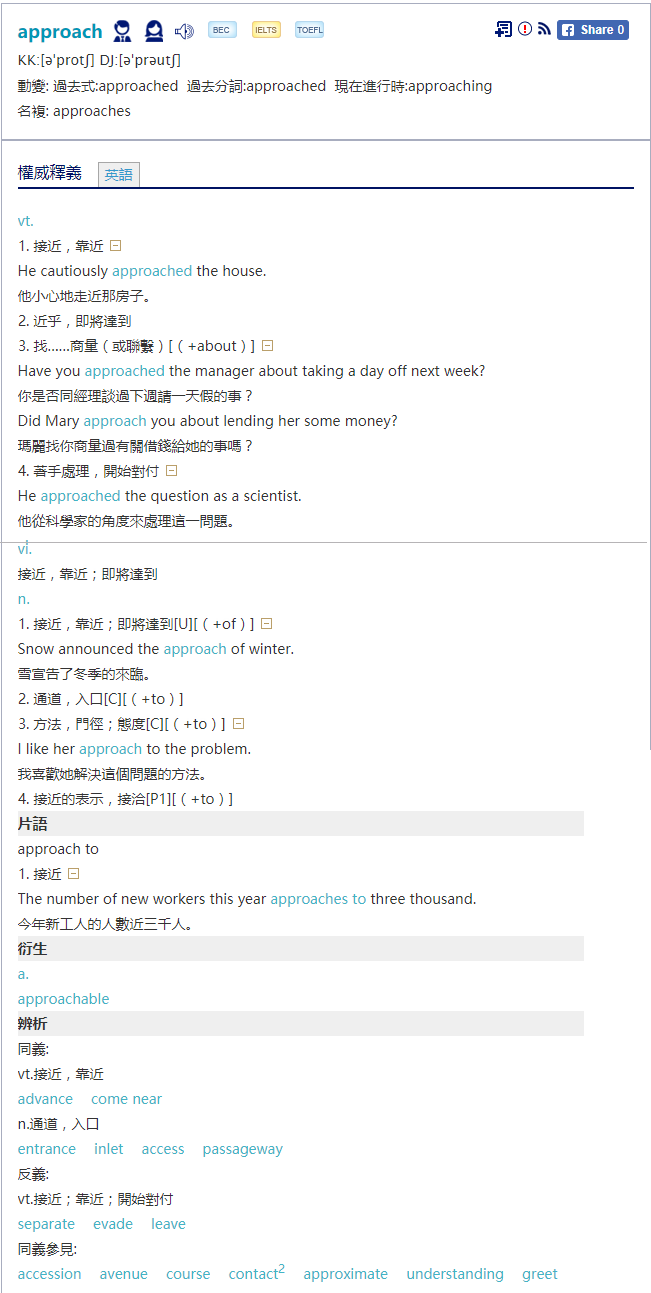 approach BEC IELTS TOEFL Share 0
KK:[ə'protʃ] DJ:[ə'prəutʃ]
動變: 過去式:approached 過去分詞:approached 現在進行時:approaching
名複: approaches
權威釋義 英語
vt.
1. 接近，靠近
He cautiously approached the house.
他小心地走近那房子。
2. 近乎，即將達到
3. 找......商量（或聯繫）[（+about）]
Have you approached the manager about taking a day off next week?
你是否同經理談過下週請一天假的事？
Did Mary approach you about lending her some money?
瑪麗找你商量過有關借錢給她的事嗎？
4. 著手處理，開始對付
He approached the question as a scientist.
他從科學家的角度來處理這一問題。
vi.
接近，靠近；即將達到
n.
1. 接近，靠近；即將達到[U][（+of）]
Snow announced the approach of winter.
雪宣告了冬季的來臨。
2. 通道，入口[C][（+to）]
3. 方法，門徑；態度[C][（+to）]
I like her approach to the problem.
我喜歡她解決這個問題的方法。
4. 接近的表示，接洽[P1][（+to）]
片語
approach to
1. 接近
The number of new workers this year approaches to three thousand.
今年新工人的人數近三千人。
衍生
a.
approachable
辨析
同義:
vt.接近，靠近
advance come near
n.通道，入口
entrance inlet access passageway
反義:
vt.接近；靠近；開始對付
separate evade leave
同義參見:
accession avenue course contact2 approximate understanding greet